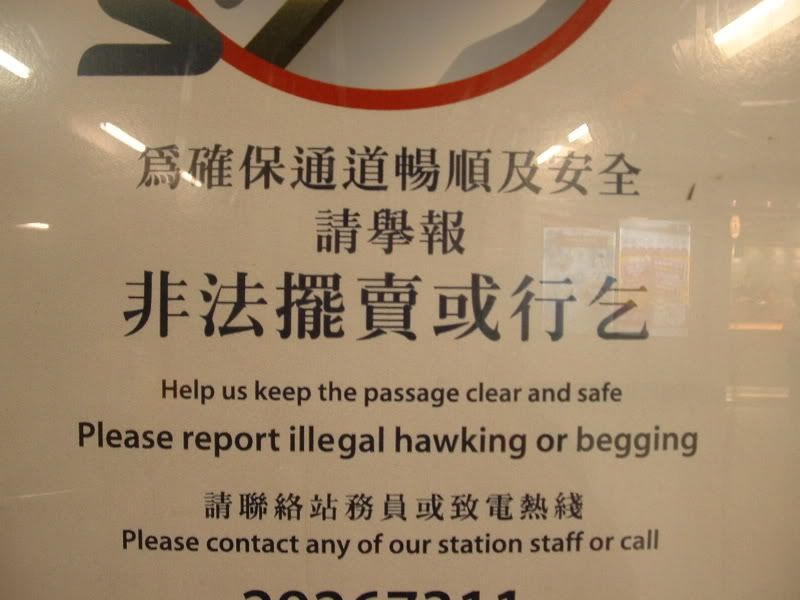 爲確保通道暢順及安全
請舉報
非法擺賣或行乞
Help us keep the passage clear and safe
Please report illegal hawking or begging
請聯絡站務員或致電熱綫
Please contact any of our station staff or call